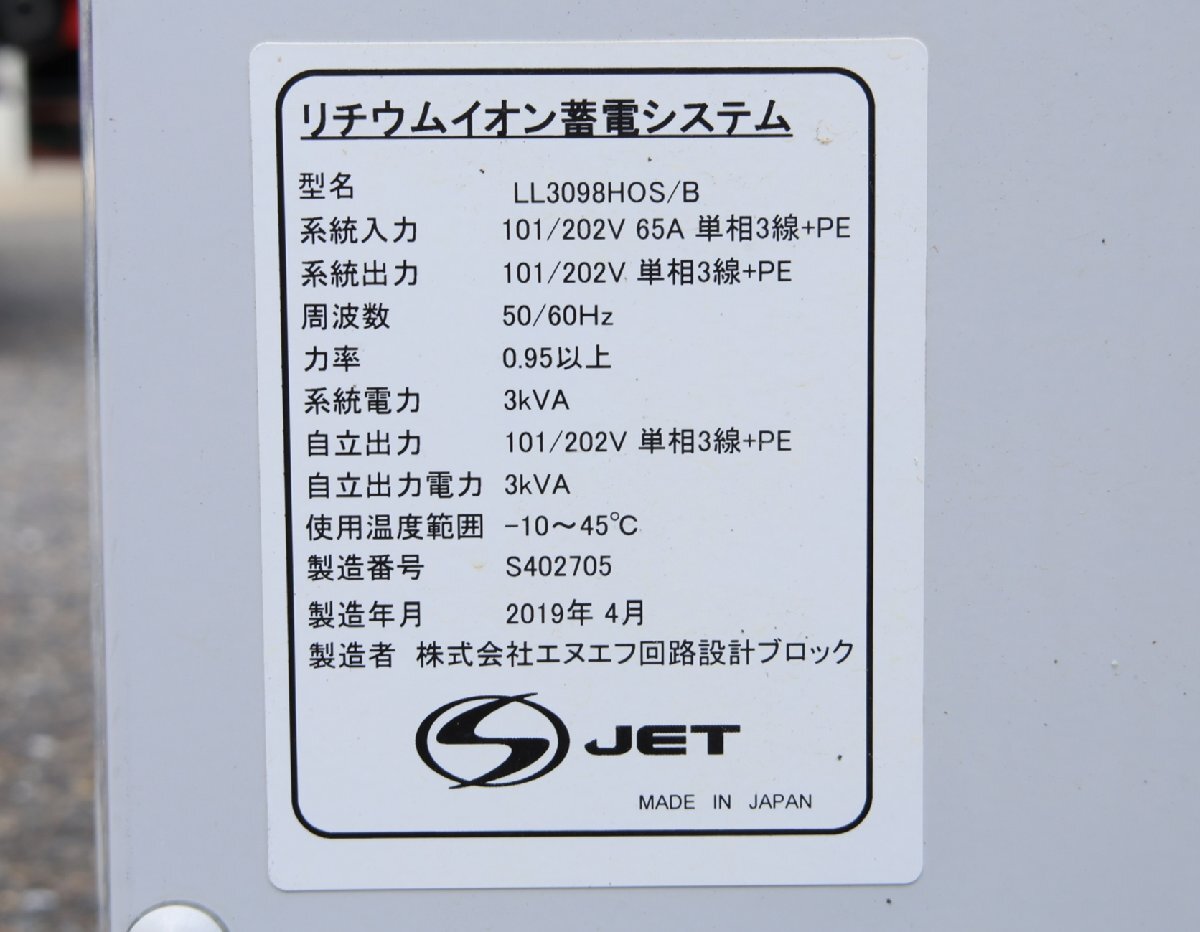 リチウムイオン蓄電システム
型名 LL3098HOS/B
系統入力 101/202V 65A 単相3線+PE
系統出力 101/202V 単相3線+PE
周波数 50/60Hz
力率 0.95以上
系統電力 3kVA
自立出力 101/202V 単相3線+PE
自立出力電力 3kVA
使用温度範囲 -10～45℃
製造番号 S402705
製造年月 2019年 4月
製造者 株式会社エヌエフ回路設計ブロック
S JET
MADE IN JAPAN